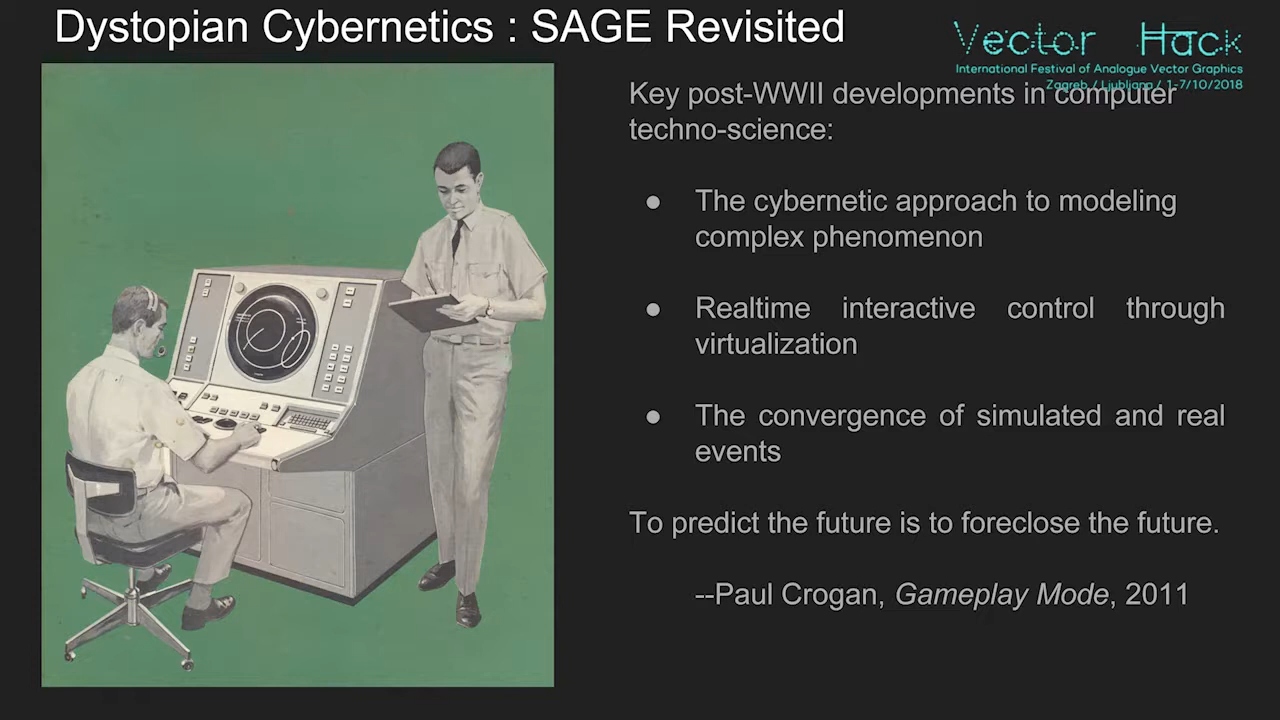 Dystopian Cybernetics : SAGE Revisited
Vector Hack
International Festival of Analogue Vector Graphics
Zagreb / Ljubljana / 1-7/10/2018
Key post-WWII developments in computer
techno-science:
● The cybernetic approach to modeling
complex phenomenon
● Realtime interactive control through
virtualization
● The convergence of simulated and real
events
To predict the future is to foreclose the future.
--Paul Crogan, Gameplay Mode, 2011